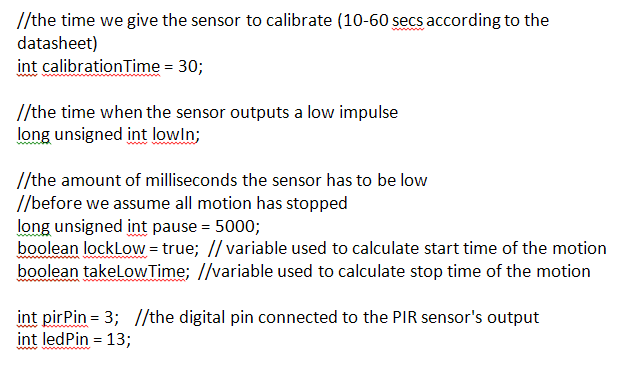 //the time we give the sensor to calibrate (10-60 secs according to the
datasheet)
int calibrationTime = 30;
//the time when the sensor outputs a low impulse
long unsigned int lowIn;
//the amount of milliseconds the sensor has to be low
//before we assume all motion has stopped
long unsigned int pause = 5000;
boolean lockLow = true; // variable used to calculate start time of the motion
boolean takeLowTime; //variable used to calculate stop time of the motion
int pirPin = 3; //the digital pin connected to the PIR sensor's output
int ledPin = 13;